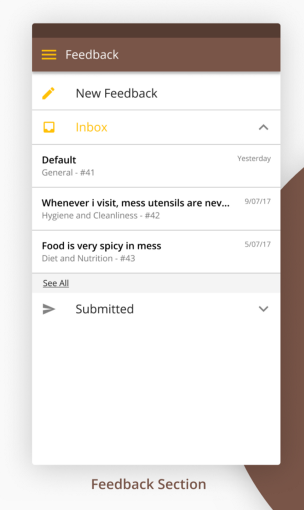 Feedback
New Feedback
Inbox
Default
Yesterday
General - #41
Whenever i visit, mess utensils are nev...
9/07/17
Hygiene and Cleanliness - #42
Food is very spicy in mess
5/07/17
Diet and Nutrition - #43
See All
Submitted
Feedback Section